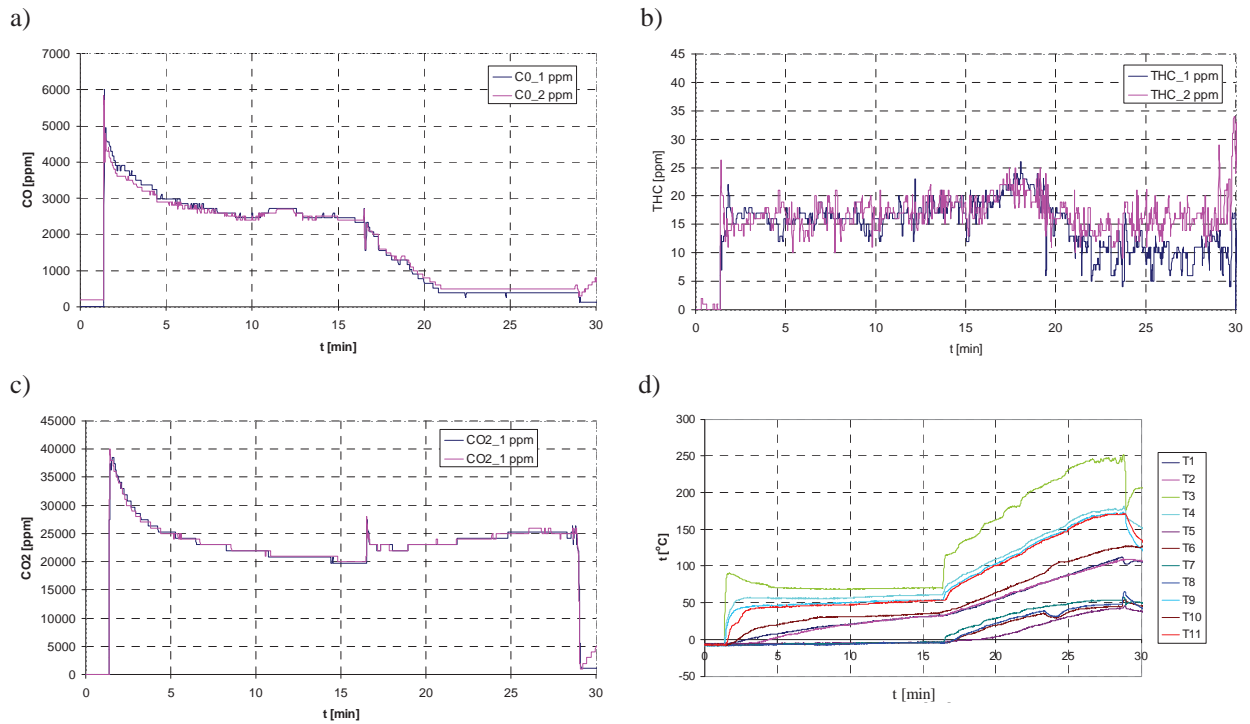 a)
7000
6000
5000
4000
3000
2000
1000
0
CO [ppm]
C0_1 ppm
C0_2 ppm
0 5 10 15 20 25 30
t [min]
b)
45
40
35
30
25
20
15
10
5
0
THC [ppm]
THC_1 ppm
THC_2 ppm
0 5 10 15 20 25 30
t [min]
c)
45000
40000
35000
30000
25000
20000
15000
10000
5000
0
CO2 [ppm]
CO2_1 ppm
CO2_1 ppm
0 5 10 15 20 25 30
t [min]
d)
300
250
200
150
100
50
0
-50
t [°C]
T1
T2
T3
T4
T5
T6
T7
T8
T9
T10
T11
0 5 10 15 20 25 30
t [min]